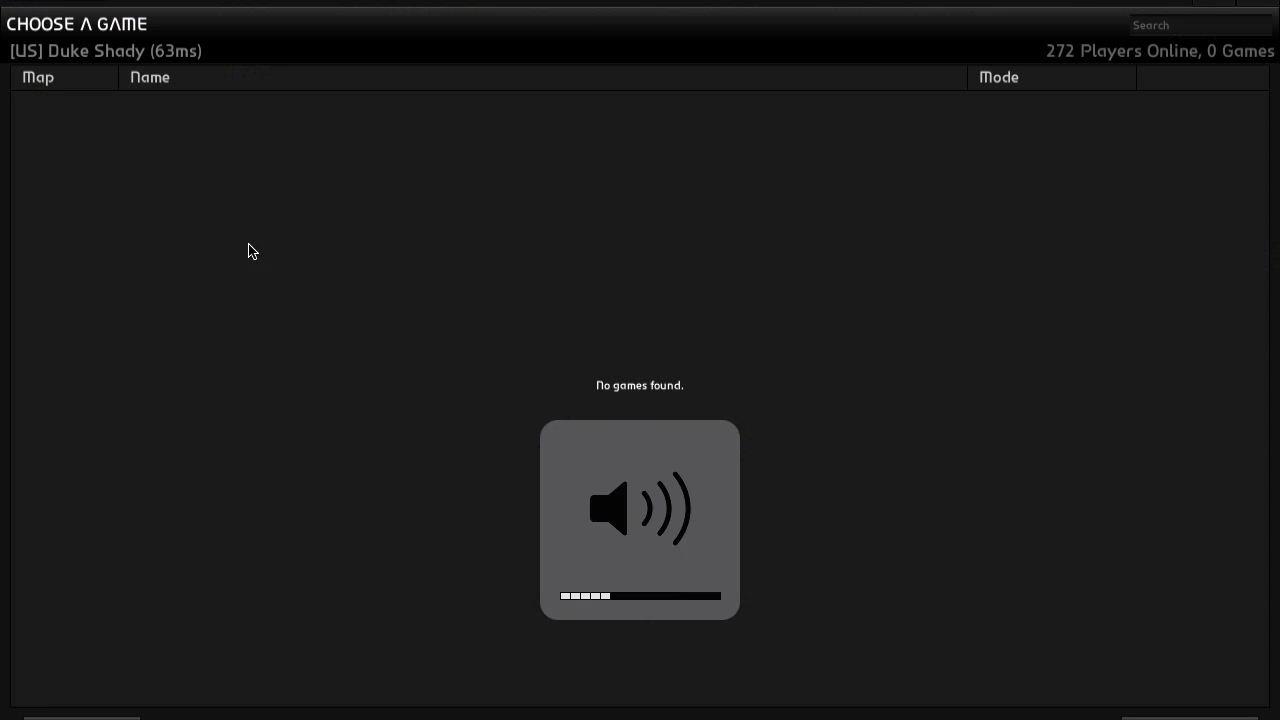 CHOOSE A GAME
Search
[US] Duke Shady (63ms)
272 Players Online, 0 Games
Map
Name
Mode
No games found.